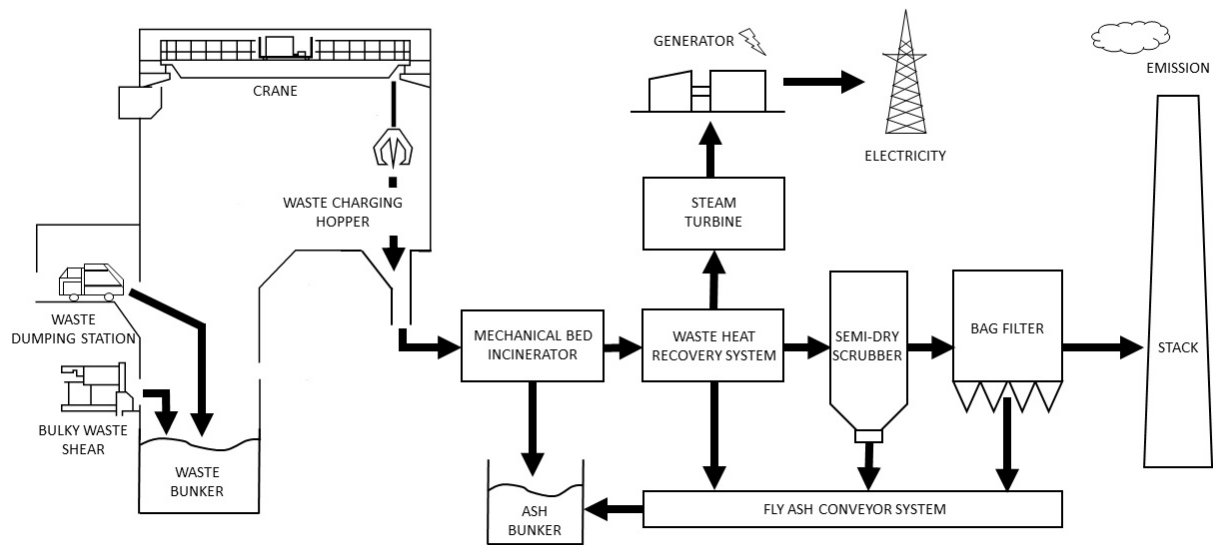 GENERATOR
EMISSION
CRANE
ELECTRICITY
WASTE CHARGING
HOPPER
STEAM
TURBINE
WASTE
DUMPING STATION
MECHANICAL BED
INCINERATOR
WASTE HEAT
RECOVERY SYSTEM
SEMI-DRY
SCRUBBER
BAG FILTER
STACK
BULKY WASTE
SHEAR
WASTE
BUNKER
ASH
BUNKER
FLY ASH CONVEYOR SYSTEM